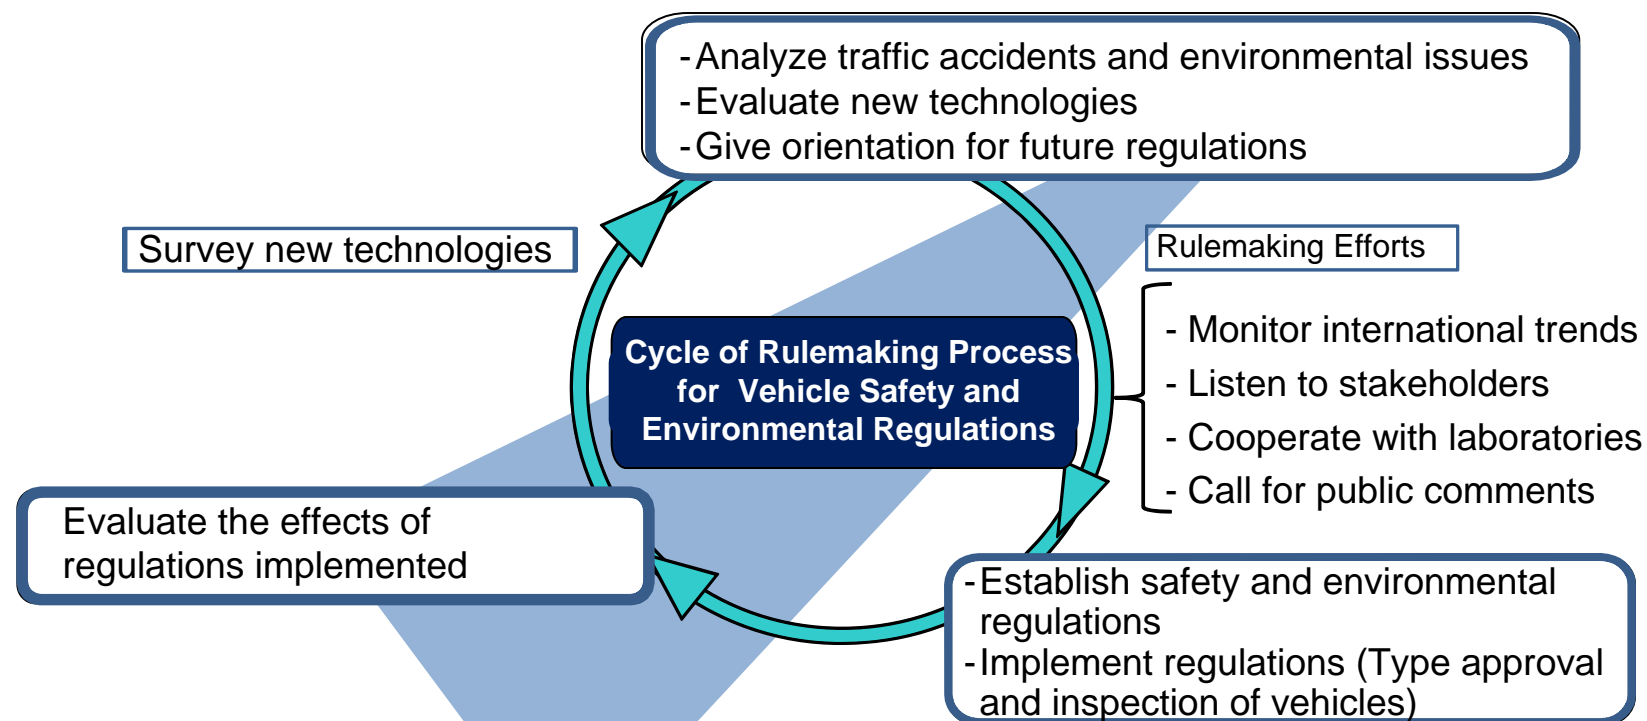 -Analyze traffic accidents and environmental issues
-Evaluate new technologies
-Give orientation for future regulations
Survey new technologies
Rulemaking Efforts
- Monitor international trends
- Listen to stakeholders
- Cooperate with laboratories
- Call for public comments
Cycle of Rulemaking Process
for Vehicle Safety and
Environmental Regulations
Evaluate the effects of
regulations implemented
-Establish safety and environmental
regulations
-Implement regulations (Type approval
and inspection of vehicles)